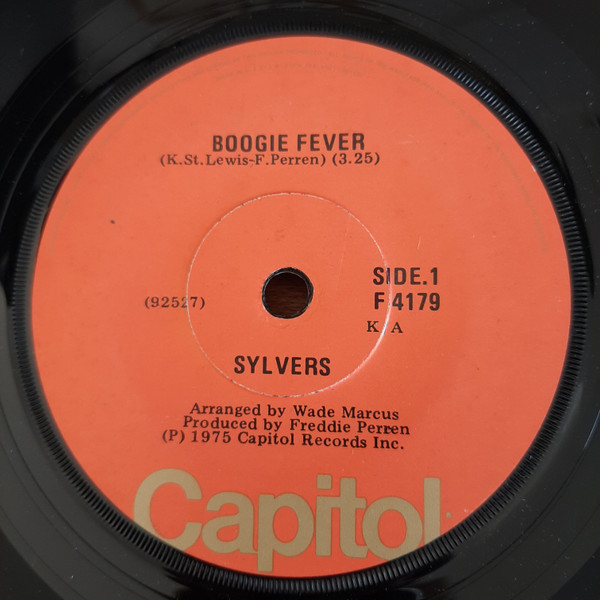 BOOGIE FEVER
(K.St.Lewis-F.Perren) (3.25)
SIDE.1
(92527)
F 4179
K/A
SYLVERS
Arranged by Wade Marcus
Produced by Freddie Perren
(P) 1975 Capitol Records Inc.
Capitol